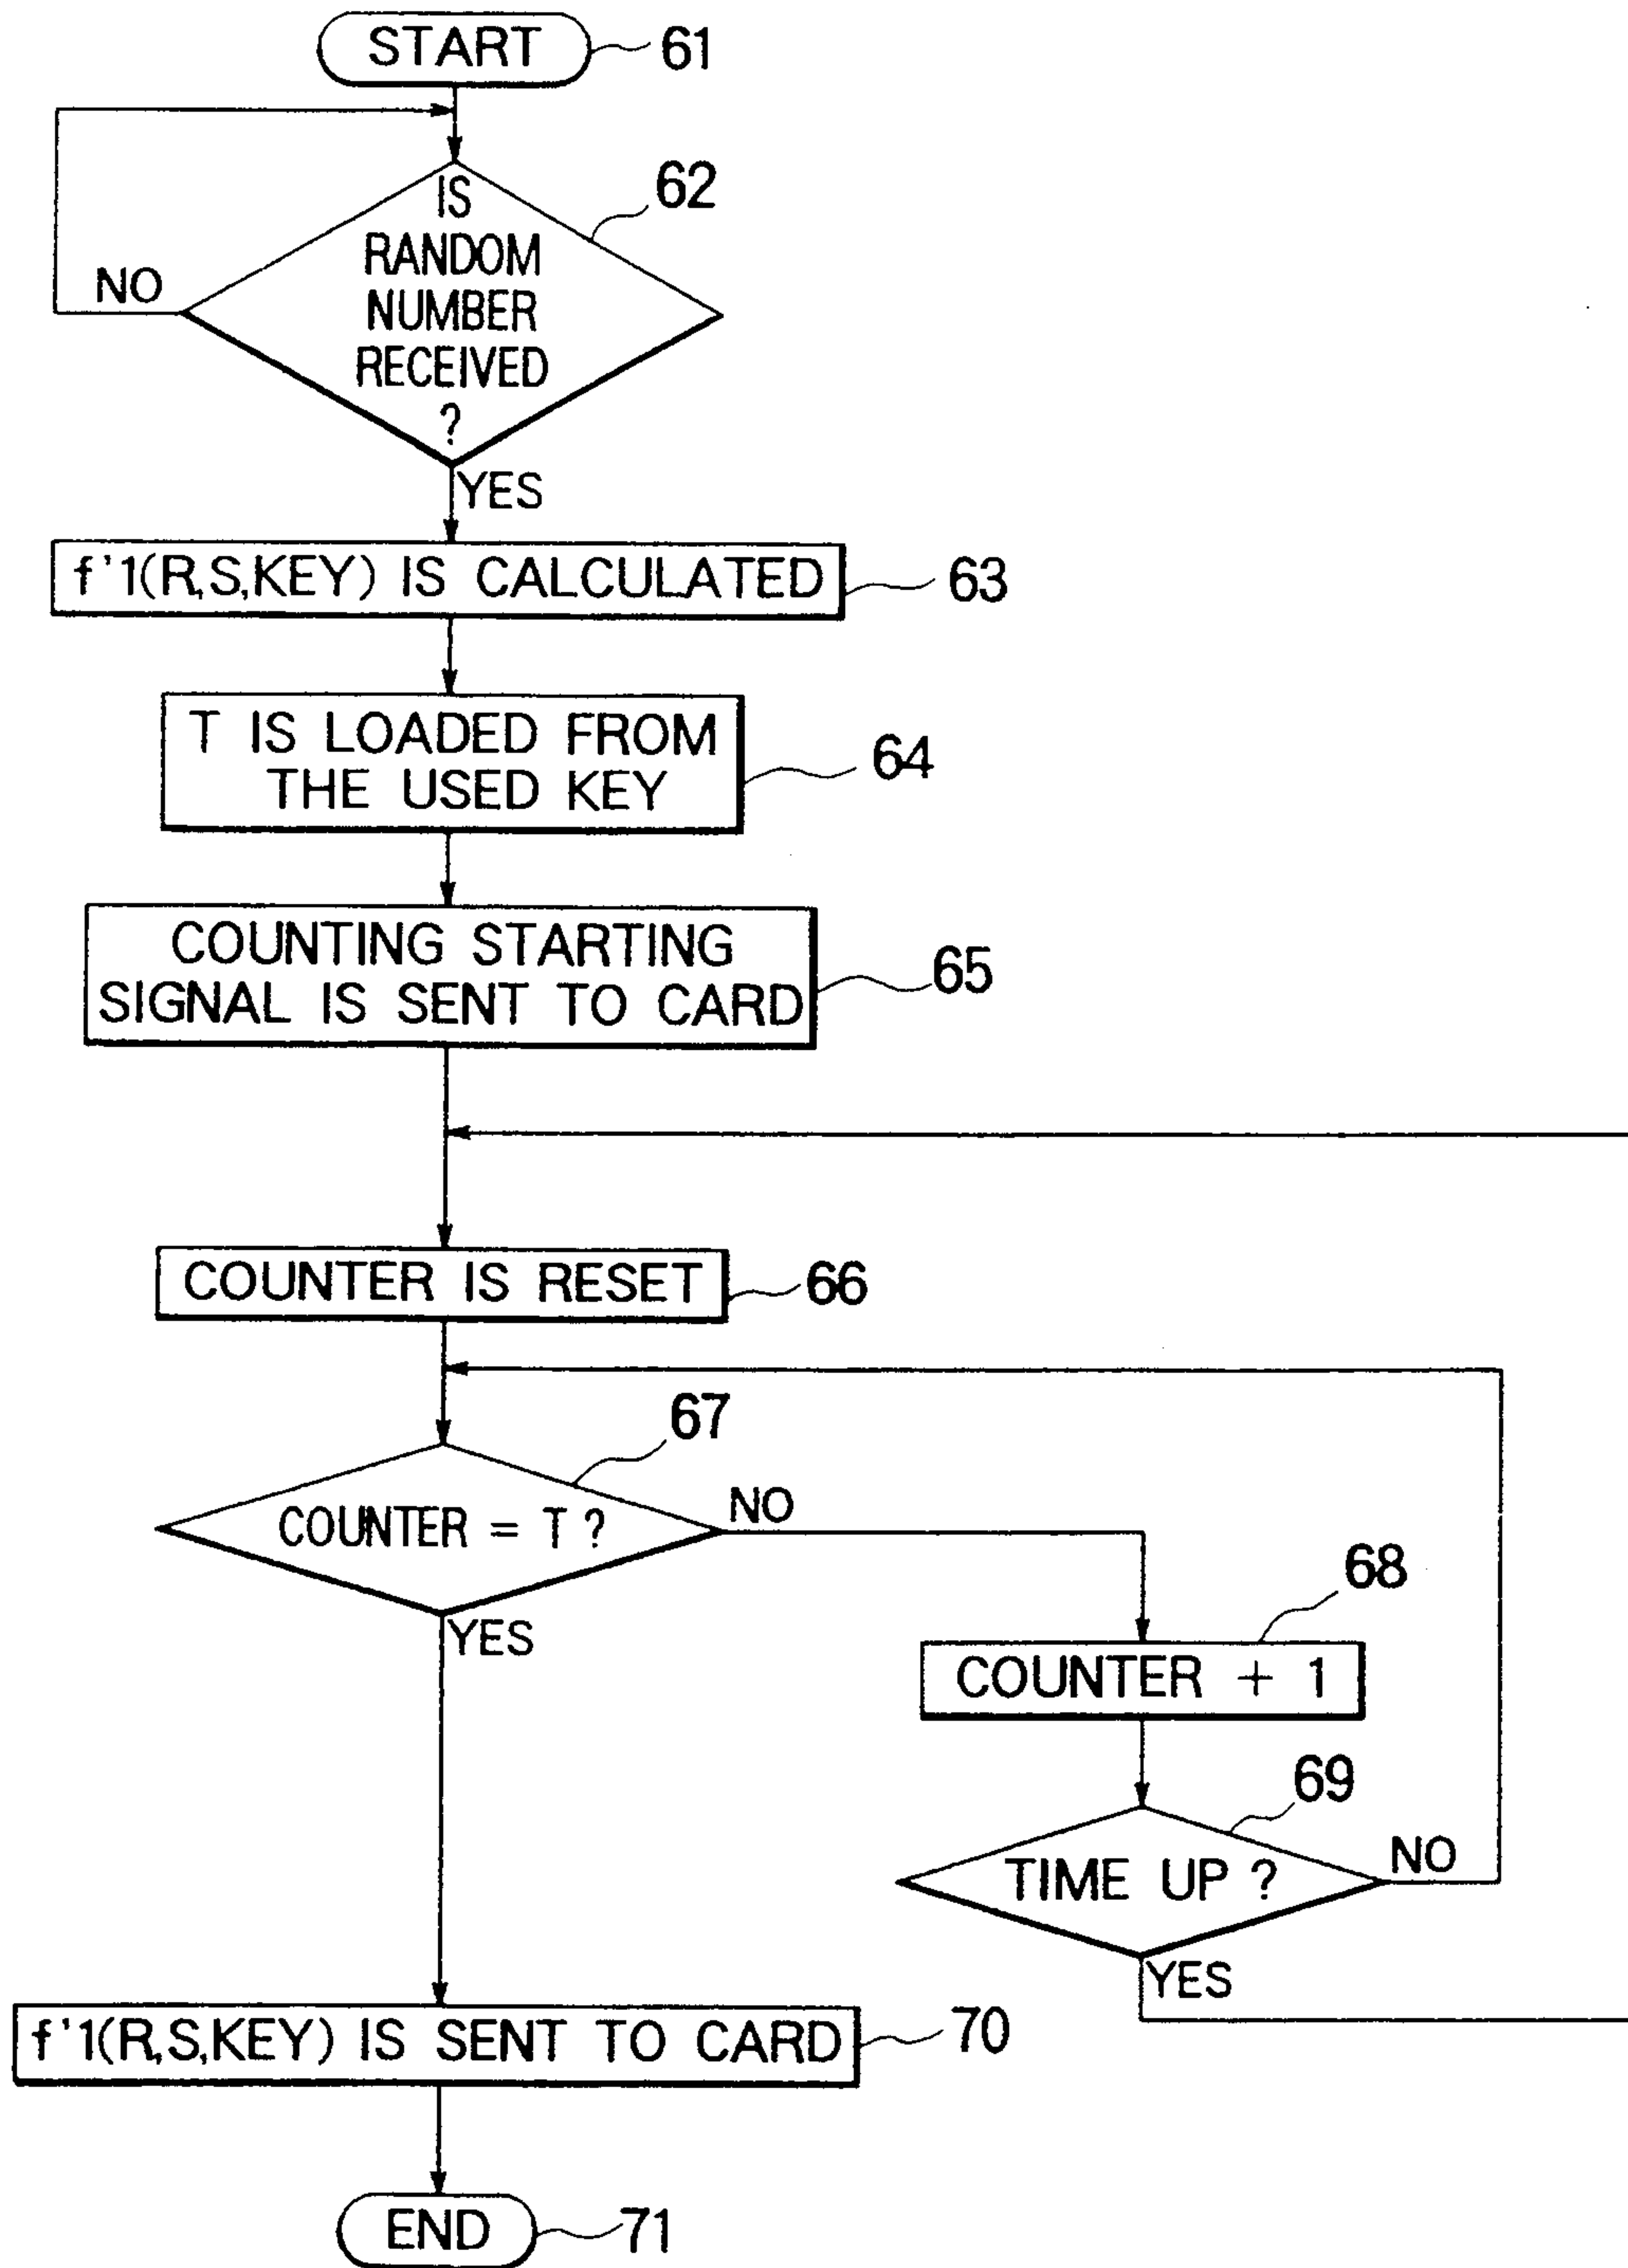 START
61
62
IS
RANDOM
NUMBER
RECEIVED
?
NO
YES
f'1(R,S,KEY) IS CALCULATED
63
T IS LOADED FROM
THE USED KEY
64
COUNTING STARTING
SIGNAL IS SENT TO CARD
65
COUNTER IS RESET
66
67
COUNTER = T ?
NO
YES
68
COUNTER + 1
69
TIME UP ?
NO
YES
f'1(R,S,KEY) IS SENT TO CARD
70
END
71